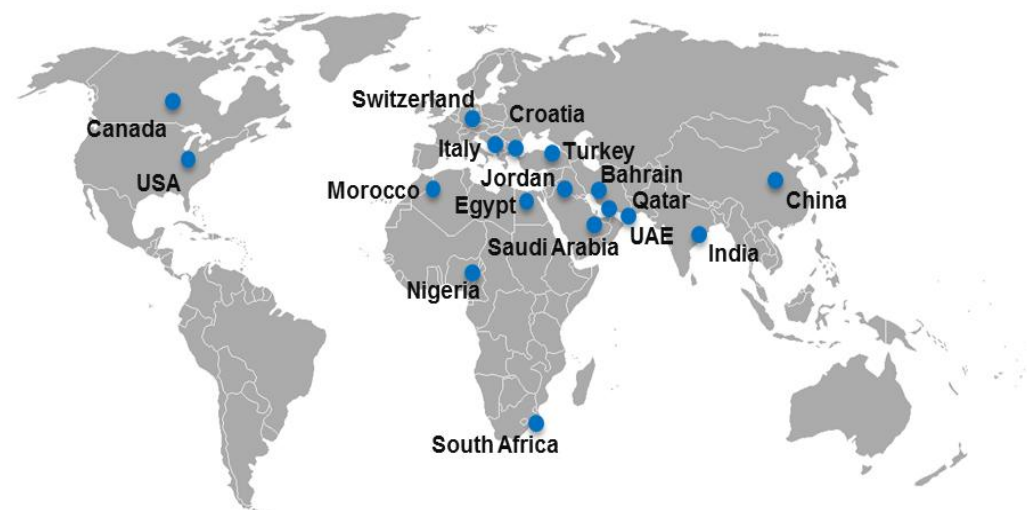 Switzerland
Croatia
Canada
Italy
Turkey
USA
Morocco
Jordan
Bahrain
Egypt
Qatar
China
UAE
Saudi Arabia
India
Nigeria
South Africa